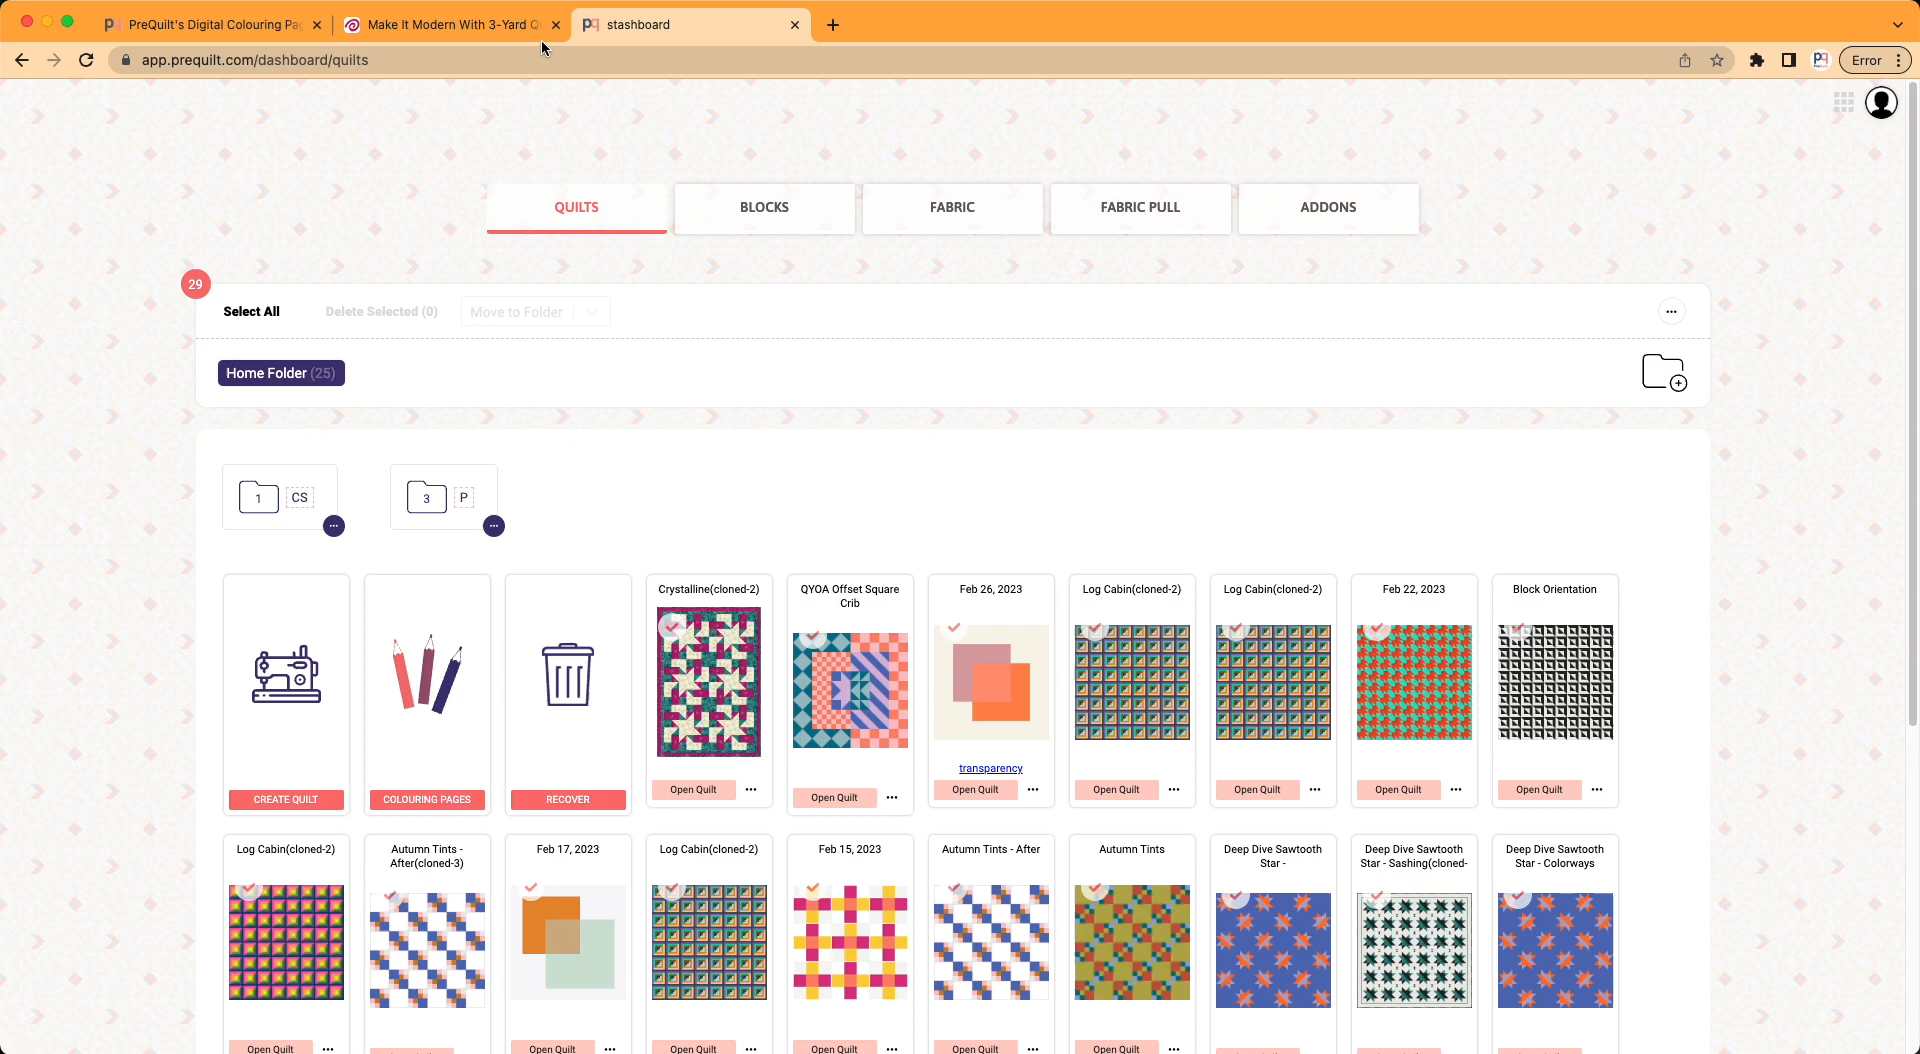 PreQuilt's Digital Colouring Pa
Make It Modern With 3-Yard Q
pq stashboard
app.prequilt.com/dashboard/quilts
Error
QUILTS
BLOCKS
FABRIC
FABRIC PULL
ADDONS
29
Select All
Delete Selected (0)
Move to Folder
Home Folder (25)
1 CS
3 P
CREATE QUILT
COLOURING PAGES
RECOVER
Crystalline(cloned-2)
Open Quilt
QYOA Offset Square
Crib
Open Quilt
Feb 26, 2023
transparency
Open Quilt
Log Cabin(cloned-2)
Open Quilt
Log Cabin(cloned-2)
Open Quilt
Feb 22, 2023
Open Quilt
Block Orientation
Open Quilt
Log Cabin(cloned-2)
Open Quilt
Autumn Tints -
After(cloned-3)
Feb 17, 2023
Open Quilt
Log Cabin(cloned-2)
Open Quilt
Feb 15, 2023
Open Quilt
Autumn Tints - After
Open Quilt
Autumn Tints
Open Quilt
Deep Dive Sawtooth
Star -
Deep Dive Sawtooth
Star - Sashing(cloned-
Deep Dive Sawtooth
Star - Colorways